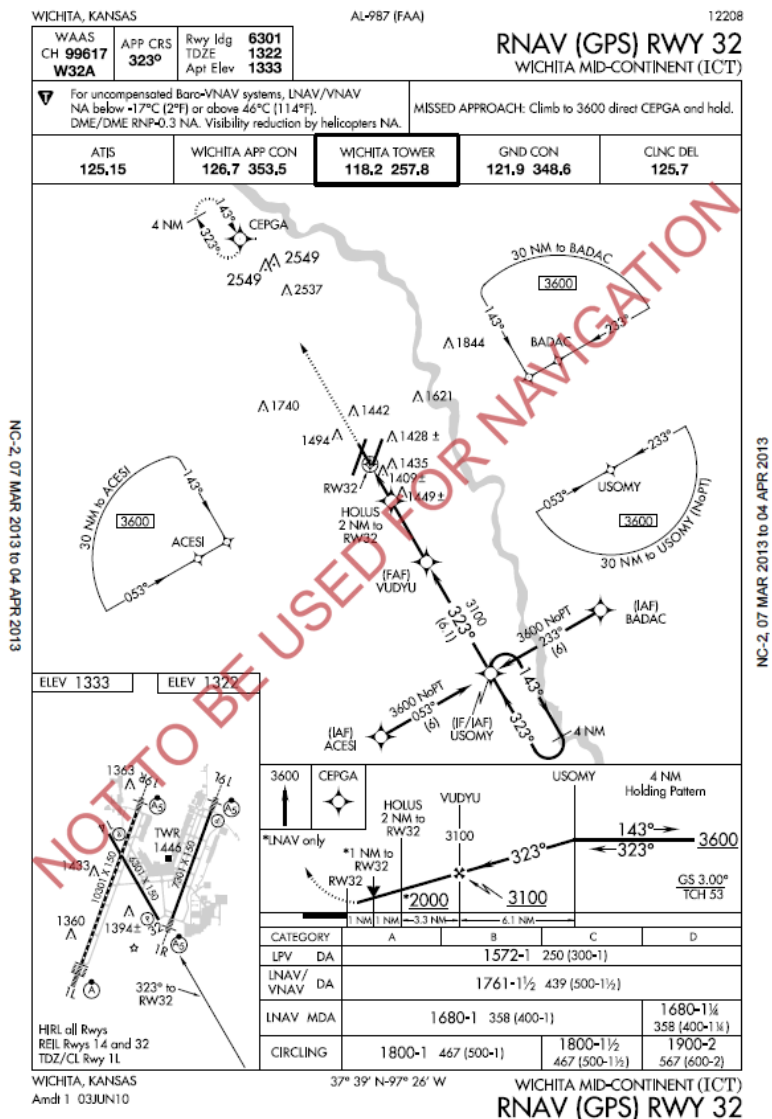 WICHITA, KANSAS
AL-987 (FAA)
12208
WAAS
CH 99617
W32A
APP CRS
323°
Rwy ldg 6301
TDZE 1322
Apt Elev 1333
RNAV (GPS) RWY 32
WICHITA MID-CONTINENT (ICT)
T
For uncompensated Baro-VNAV systems, LNAV/VNAV
NA below -17°C (2°F) or above 46°C (114°F).
DME/DME RNP-0.3 NA. Visibility reduction by helicopters NA.
MISSED APPROACH: Climb to 3600 direct CEPGA and hold.
ATIS
125.15
WICHITA APP CON
126.7 353.5
WICHITA TOWER
118.2 257.8
GND CON
121.9 348.6
CLNC DEL
125.7
NOT TO BE USED FOR NAVIGATION
4 NM
143°
323°
CEPGA
2549
2549
2537
30 NM to BADAC
3600
143°
233°
BADAC
1844
1621
1740
1442
1494
1428 ±
1435
1409±
1449±
RW32
HOLUS
2 NM to
RW32
30 NM to ACESI
143°
3600
ACESI
053°
233°
053°
USOMY
3600
30 NM to USOMY (NoPT)
(FAF)
VUDYU
3100
323°
(6.1)
3600 NoPT
233°
(6)
(IAF)
BADAC
3600 NoPT
053°
(6)
(IAF)
ACESI
(IF/IAF)
USOMY
143°
323°
4 NM
NC-2, 07 MAR 2013 to 04 APR 2013
NC-2, 07 MAR 2013 to 04 APR 2013
ELEV 1333
ELEV 1322
1363
19R
19L
A5
A5
14
TWR
1446
1433
10301 X 150
6301 X 150
7301 X 150
1360
1394±
32
1R
A5
1L
A
323° to
RW32
HIRL all Rwys
REIL Rwys 14 and 32
TDZ/CL Rwy 1L
3600
CEPGA
*LNAV only
*1 NM to
RW32
RW32
HOLUS
2 NM to
RW32
VUDYU
3100
USOMY
4 NM
Holding Pattern
143°
323°
3600
323°
*2000
3100
GS 3.00°
TCH 53
1 NM
1 NM
3.3 NM
6.1 NM
CATEGORY A B C D
LPV DA 1572-1 250 (300-1)
LNAV/
VNAV DA 1761-1½ 439 (500-1½)
LNAV MDA 1680-1 358 (400-1) 1680-1¼
358 (400-1¼)
CIRCLING 1800-1 467 (500-1) 1800-1½
467 (500-1½) 1900-2
567 (600-2)
WICHITA, KANSAS
Amdt 1 03JUN10
37° 39' N-97° 26' W
WICHITA MID-CONTINENT (ICT)
RNAV (GPS) RWY 32